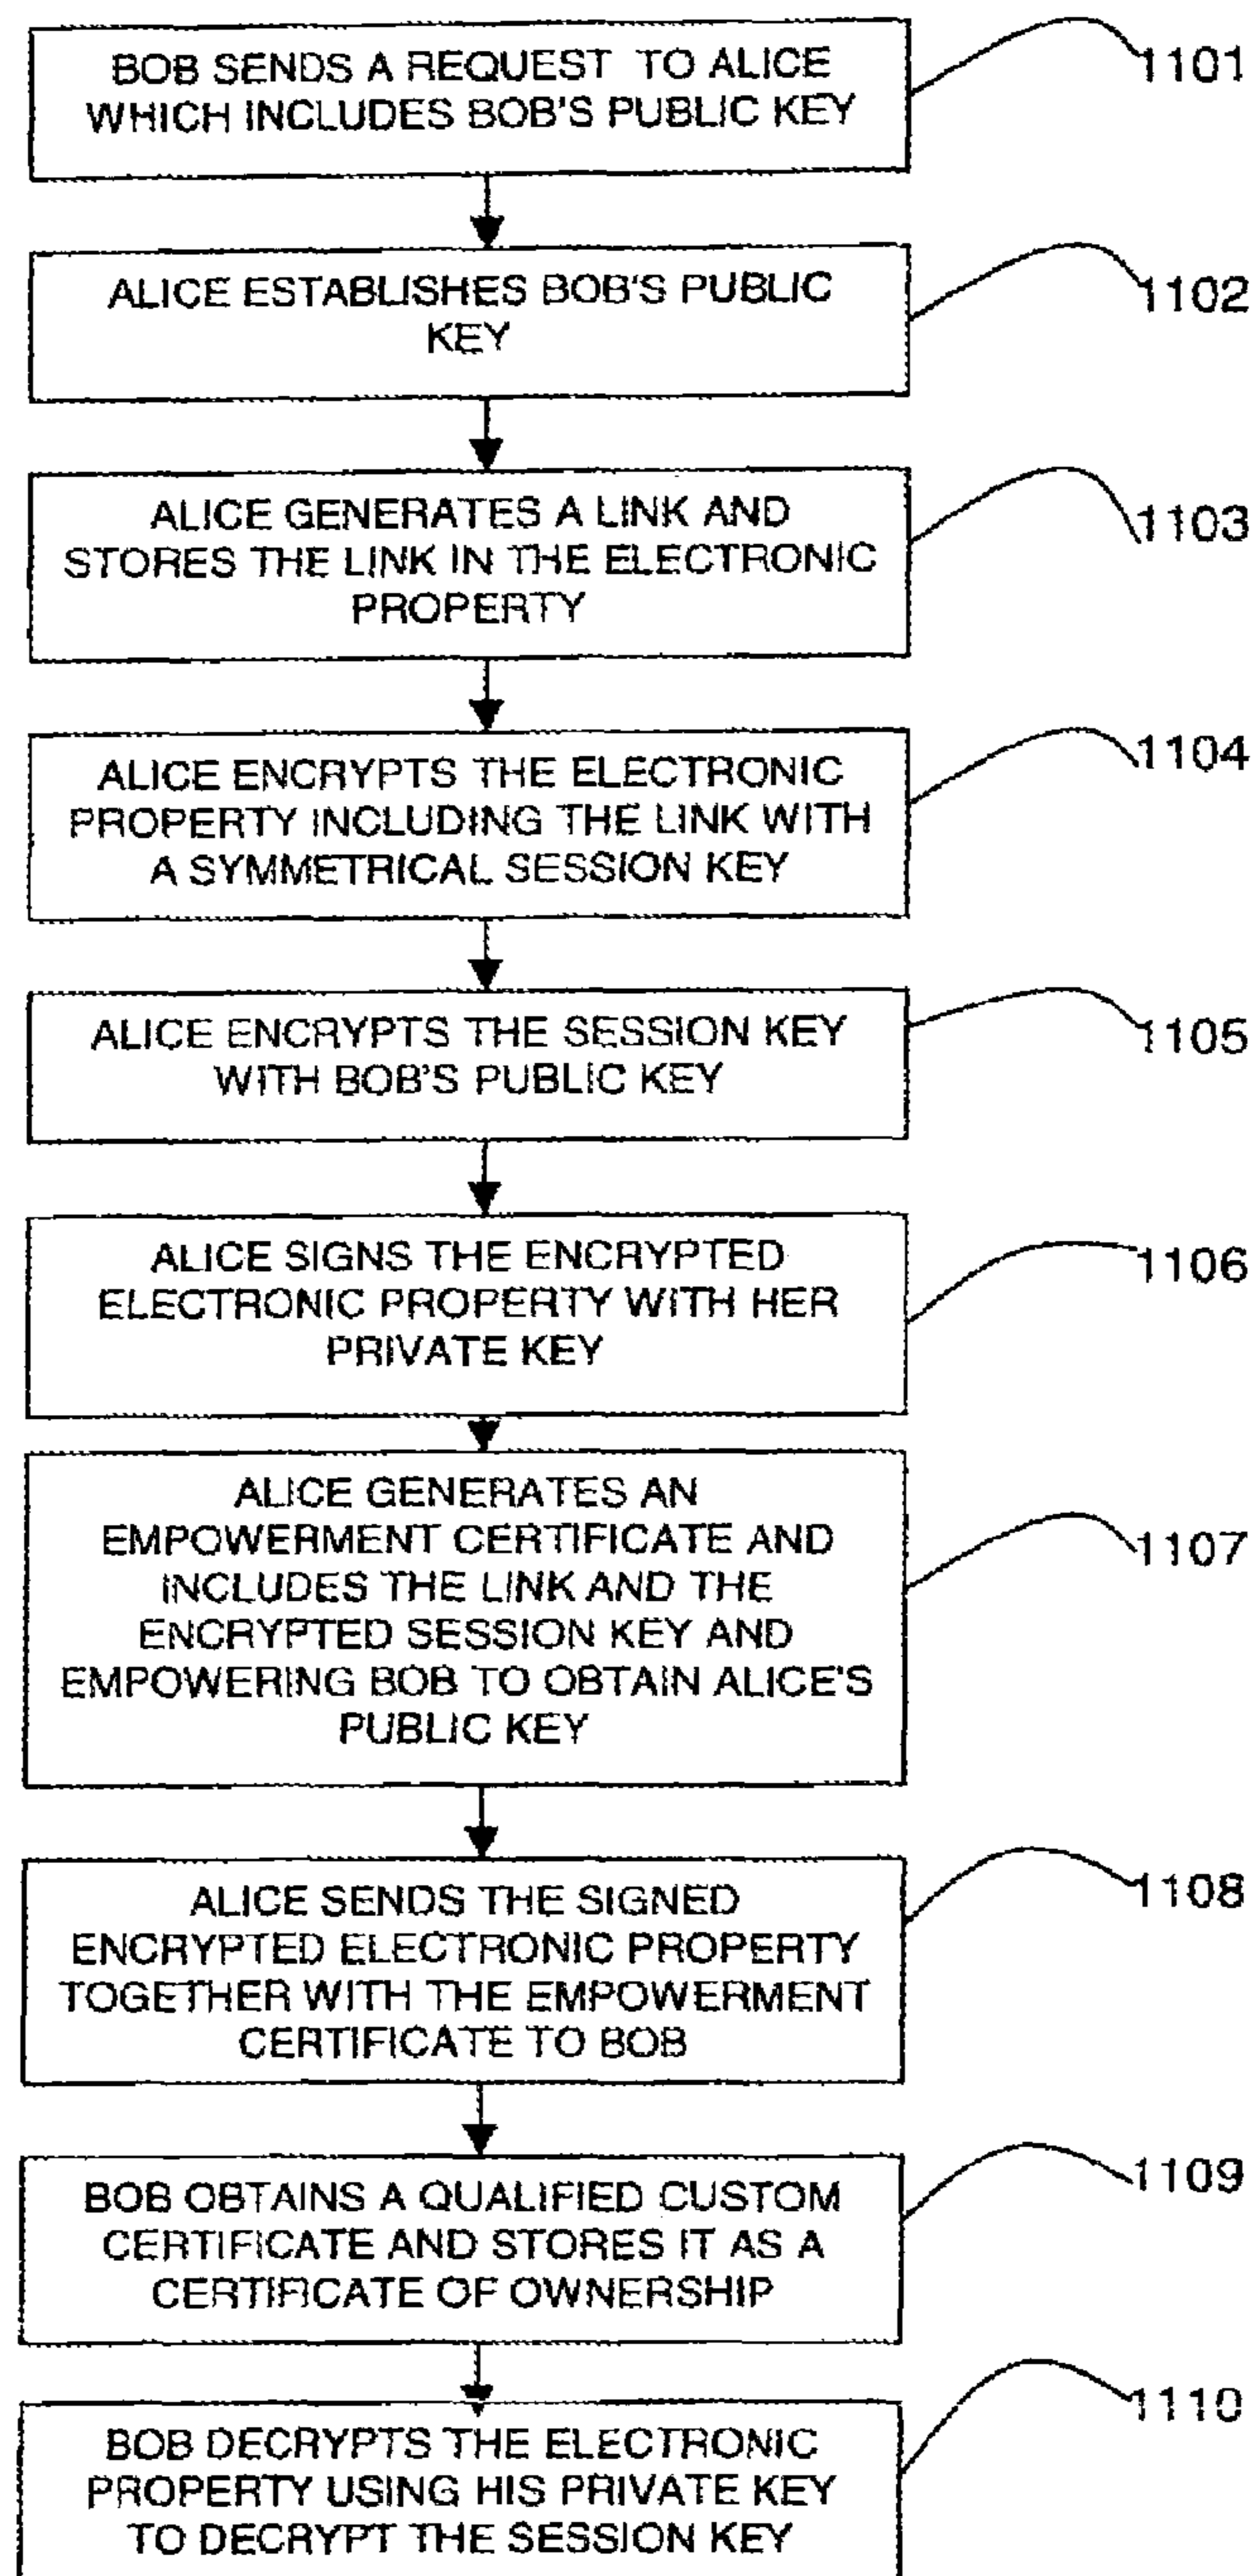 BOB SENDS A REQUEST TO ALICE
WHICH INCLUDES BOB'S PUBLIC KEY
1101
ALICE ESTABLISHES BOB'S PUBLIC
KEY
1102
ALICE GENERATES A LINK AND
STORES THE LINK IN THE ELECTRONIC
PROPERTY
1103
ALICE ENCRYPTS THE ELECTRONIC
PROPERTY INCLUDING THE LINK WITH
A SYMMETRICAL SESSION KEY
1104
ALICE ENCRYPTS THE SESSION KEY
WITH BOB'S PUBLIC KEY
1105
ALICE SIGNS THE ENCRYPTED
ELECTRONIC PROPERTY WITH HER
PRIVATE KEY
1106
ALICE GENERATES AN
EMPOWERMENT CERTIFICATE AND
INCLUDES THE LINK AND THE
ENCRYPTED SESSION KEY AND
EMPOWERING BOB TO OBTAIN ALICE'S
PUBLIC KEY
1107
ALICE SENDS THE SIGNED
ENCRYPTED ELECTRONIC PROPERTY
TOGETHER WITH THE EMPOWERMENT
CERTIFICATE TO BOB
1108
BOB OBTAINS A QUALIFIED CUSTOM
CERTIFICATE AND STORES IT AS A
CERTIFICATE OF OWNERSHIP
1109
BOB DECRYPTS THE ELECTRONIC
PROPERTY USING HIS PRIVATE KEY
TO DECRYPT THE SESSION KEY
1110